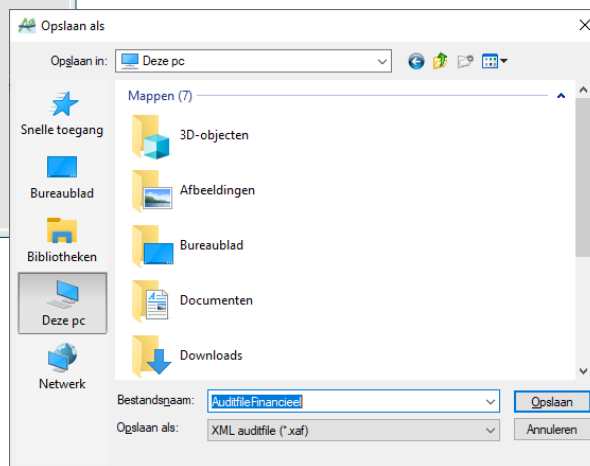 Opslaan als
Opslaan in: Deze pc
Mappen (7)
Snelle toegang
Bureaublad
Bibliotheken
Deze pc
Netwerk
3D-objecten
Afbeeldingen
Bureaublad
Documenten
Downloads
Bestandsnaam: AuditfileFinancieel Opslaan
Opslaan als: XML auditfile (*.xaf) Annuleren